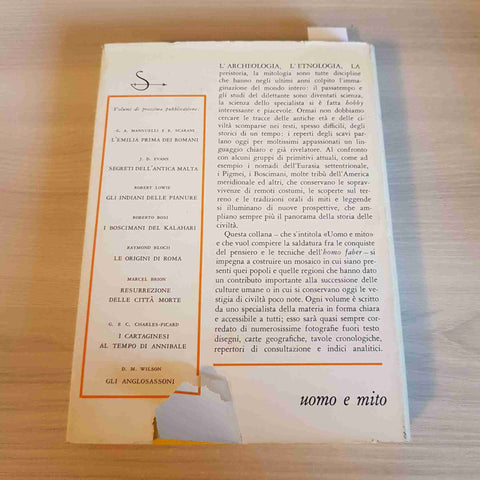 S
Volumi di prossima pubblicazione:
G. A. MANSUELLI E R. SCARANI
L'EMILIA PRIMA DEI ROMANI
J. D. EVANS
SEGRETI DELL'ANTICA MALTA
ROBERT LOWIE
GLI INDIANI DELLE PIANURE
ROBERTO BOSI
I BOSCIMANI DEL KALAHARI
RAYMOND BLOCH
LE ORIGINI DI ROMA
MARCEL BRION
RESURREZIONE
DELLE CITTÀ MORTE
G. E C. CHARLES-PICARD
I CARTAGINESI
AL TEMPO DI ANNIBALE
D. M. WILSON
GLI ANGLOSASSONI
L'ARCHEOLOGIA, L'ETNOLOGIA, LA
preistoria, la mitologia sono tutte discipline
che hanno negli ultimi anni colpito l'imma-
ginazione del mondo intero: il passatempo e
gli studi del dilettante sono diventati scienza,
la scienza dello specialista si è fatta hobby
interessante e piacevole. Ormai non dobbiamo
cercare le tracce delle antiche età e delle ci-
viltà scomparse nei testi, spesso difficili, degli
storici di un tempo: i reperti degli scavi par-
lano oggi per moltissimi appassionati un lin-
guaggio chiaro e già rivelatore. Al confronto
con alcuni gruppi di primitivi attuali, come ad
esempio i nomadi dell'Eurasia settentrionale,
i Pigmei, i Boscimani, molte tribù dell'America
meridionale ed altri, che conservano le soprav-
vivenze di remoti costumi, le scoperte sul ter-
reno e le tradizioni orali di miti e leggende
si illuminano di nuove prospettive, che am-
pliano sempre più il panorama della storia delle
civiltà.
Questa collana – che s'intitola «Uomo e mito»
e che vuol compiere la saldatura fra le conquiste
del pensiero e le tecniche dell'homo faber – si
impegna a costruire un mosaico in cui siano pre-
senti quei popoli e quelle regioni che hanno dato
un contributo importante alla successione delle
culture umane o in cui si conservano oggi le ve-
stigia di civiltà poco note. Ogni volume è scritto
da uno specialista della materia in forma chiara
e accessibile a tutti; esso sarà quasi sempre cor-
redato di numerosissime fotografie fuori testo
disegni, carte geografiche, tavole cronologiche,
repertori di consultazione e indici analitici.
uomo e mito